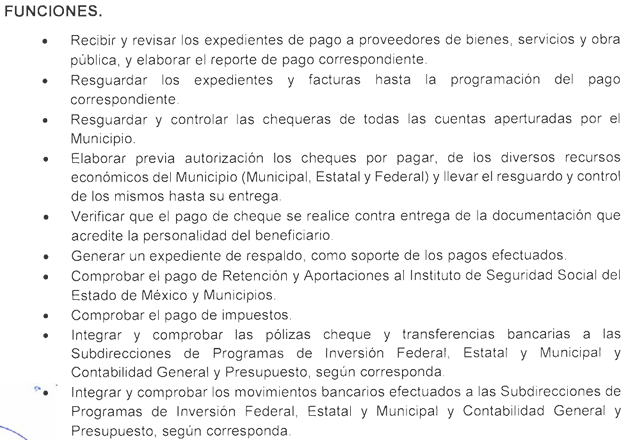 FUNCIONES.
• Recibir y revisar los expedientes de pago a proveedores de bienes, servicios y obra
pública, y elaborar el reporte de pago correspondiente.
• Resguardar los expedientes y facturas hasta la programación del pago
correspondiente.
• Resguardar y controlar las chequeras de todas las cuentas aperturadas por el
Municipio.
• Elaborar previa autorización los cheques por pagar, de los diversos recursos
económicos del Municipio (Municipal, Estatal y Federal) y llevar el resguardo y control
de los mismos hasta su entrega.
• Verificar que el pago de cheque se realice contra entrega de la documentación que
acredite la personalidad del beneficiario.
• Generar un expediente de respaldo, como soporte de los pagos efectuados.
• Comprobar el pago de Retención y Aportaciones al Instituto de Seguridad Social del
Estado de México y Municipios.
• Comprobar el pago de impuestos.
• Integrar y comprobar las pólizas cheque y transferencias bancarias a las
Subdirecciones de Programas de Inversión Federal, Estatal y Municipal y
Contabilidad General y Presupuesto, según corresponda.
• Integrar y comprobar los movimientos bancarios efectuados a las Subdirecciones de
Programas de Inversión Federal, Estatal y Municipal y Contabilidad General y
Presupuesto, según corresponda.